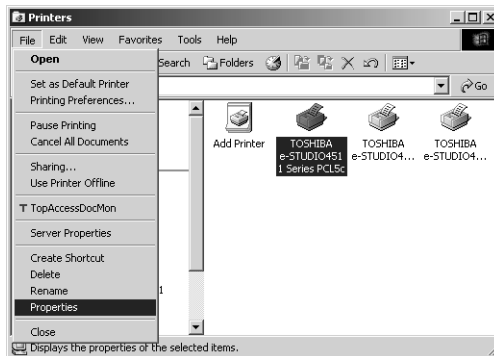 Printers
File Edit View Favorites Tools Help
Open
Search Folders
Set as Default Printer
Printing Preferences...
Go
Pause Printing
Cancel All Documents
Sharing...
Use Printer Offline
TopAccessDocMon
Server Properties
Create Shortcut
Delete
Rename
1
Properties
Close
Add Printer
TOSHIBA
e-STUDIO451
1 Series PCL5c
TOSHIBA
e-STUDIO4...
TOSHIBA
e-STUDIO4...
Displays the properties of the selected items.